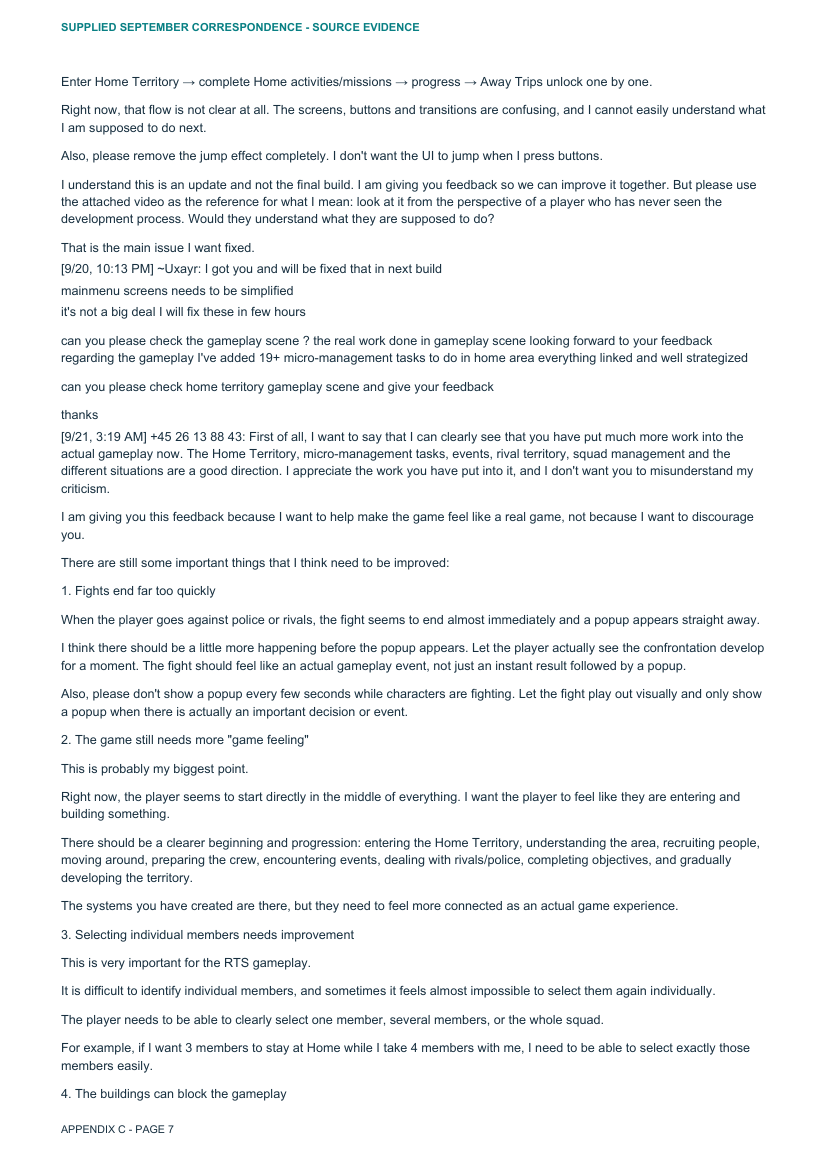 SUPPLIED SEPTEMBER CORRESPONDENCE - SOURCE EVIDENCE
Enter Home Territory → complete Home activities/missions → progress → Away Trips unlock one by one.
Right now, that flow is not clear at all. The screens, buttons and transitions are confusing, and I cannot easily understand what
I am supposed to do next.
Also, please remove the jump effect completely. I don't want the UI to jump when I press buttons.
I understand this is an update and not the final build. I am giving you feedback so we can improve it together. But please use
the attached video as the reference for what I mean: look at it from the perspective of a player who has never seen the
development process. Would they understand what they are supposed to do?
That is the main issue I want fixed.
[9/20, 10:13 PM] ~Uxayr: I got you and will be fixed that in next build
mainmenu screens needs to be simplified
it's not a big deal I will fix these in few hours
can you please check the gameplay scene ? the real work done in gameplay scene looking forward to your feedback
regarding the gameplay I've added 19+ micro-management tasks to do in home area everything linked and well strategized
can you please check home territory gameplay scene and give your feedback
thanks
[9/21, 3:19 AM] +45 26 13 88 43: First of all, I want to say that I can clearly see that you have put much more work into the
actual gameplay now. The Home Territory, micro-management tasks, events, rival territory, squad management and the
different situations are a good direction. I appreciate the work you have put into it, and I don't want you to misunderstand my
criticism.
I am giving you this feedback because I want to help make the game feel like a real game, not because I want to discourage
you.
There are still some important things that I think need to be improved:
1. Fights end far too quickly
When the player goes against police or rivals, the fight seems to end almost immediately and a popup appears straight away.
I think there should be a little more happening before the popup appears. Let the player actually see the confrontation develop
for a moment. The fight should feel like an actual gameplay event, not just an instant result followed by a popup.
Also, please don't show a popup every few seconds while characters are fighting. Let the fight play out visually and only show
a popup when there is actually an important decision or event.
2. The game still needs more "game feeling"
This is probably my biggest point.
Right now, the player seems to start directly in the middle of everything. I want the player to feel like they are entering and
building something.
There should be a clearer beginning and progression: entering the Home Territory, understanding the area, recruiting people,
moving around, preparing the crew, encountering events, dealing with rivals/police, completing objectives, and gradually
developing the territory.
The systems you have created are there, but they need to feel more connected as an actual game experience.
3. Selecting individual members needs improvement
This is very important for the RTS gameplay.
It is difficult to identify individual members, and sometimes it feels almost impossible to select them again individually.
The player needs to be able to clearly select one member, several members, or the whole squad.
For example, if I want 3 members to stay at Home while I take 4 members with me, I need to be able to select exactly those
members easily.
4. The buildings can block the gameplay
APPENDIX C - PAGE 7